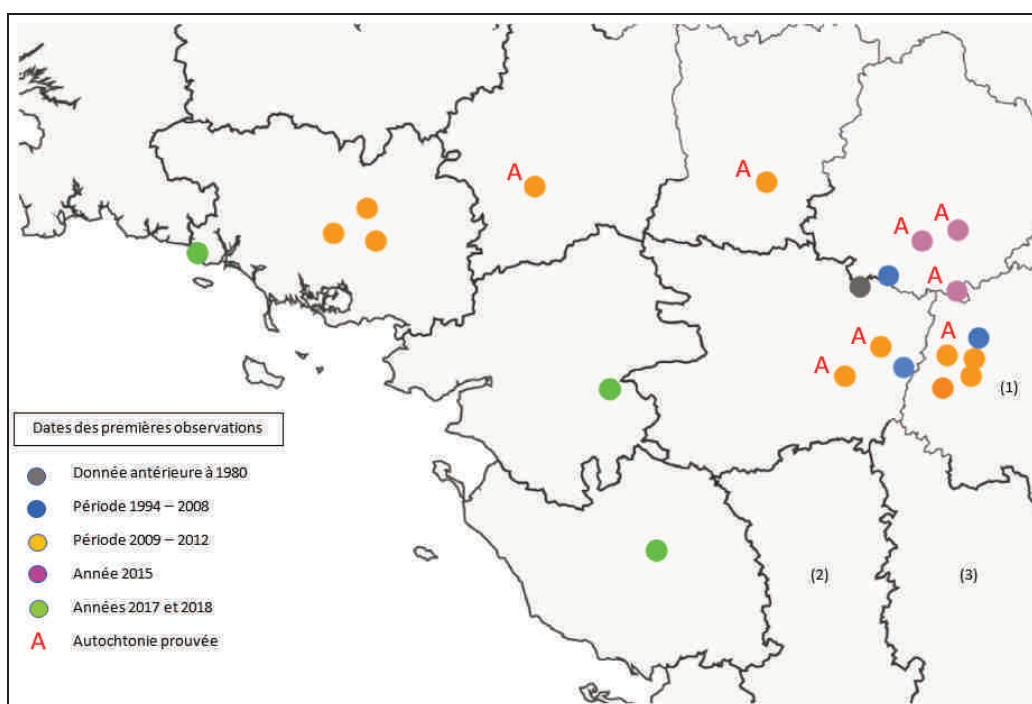 A
A
A
A
A
A
A
A
(1)
(2)
(3)
Dates des premières observations
Donnée antérieure à 1980
Période 1994 – 2008
Période 2009 – 2012
Année 2015
Années 2017 et 2018
A Autochtonie prouvée